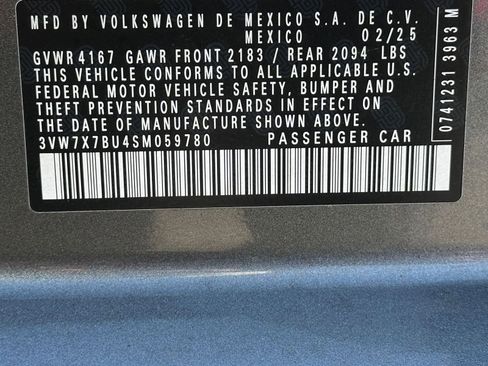 MFD BY VOLKSWAGEN DE MEXICO S.A. DE C.V.
MEXICO 02/25
GVWR 4167 GAWR FRONT 2183 / REAR 2094 LBS
THIS VEHICLE CONFORMS TO ALL APPLICABLE U.S.
FEDERAL MOTOR VEHICLE SAFETY, BUMPER AND
THEFT PREVENTION STANDARDS IN EFFECT ON
THE DATE OF MANUFACTURE SHOWN ABOVE.
3VW7X7BU4SM059780 PASSENGER CAR
0741231 3963 M